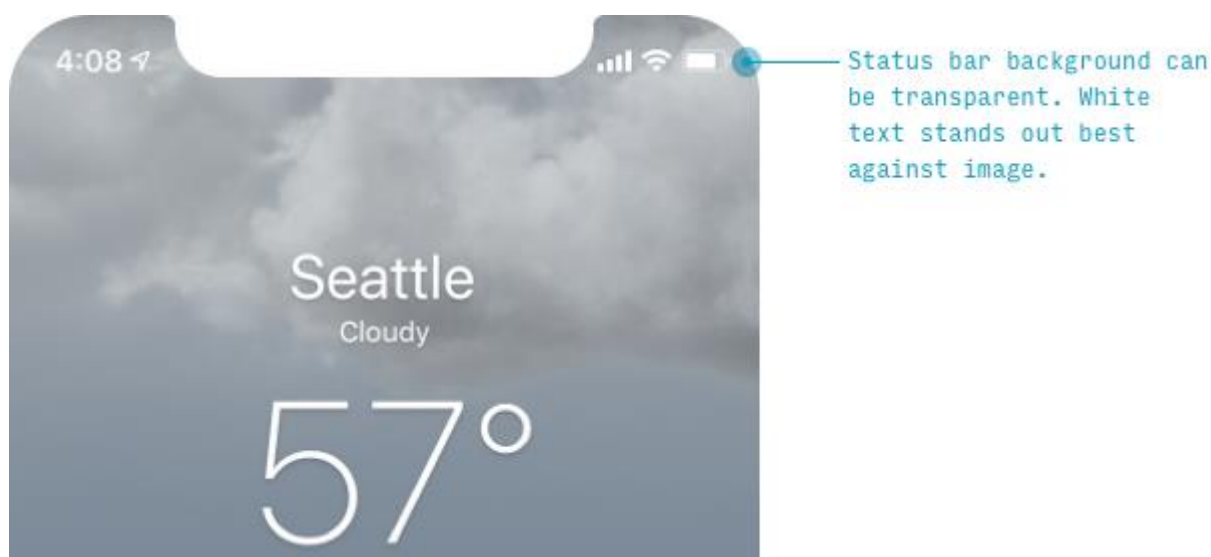 4:08
Status bar background can
be transparent. White
text stands out best
against image.
Seattle
Cloudy
57°